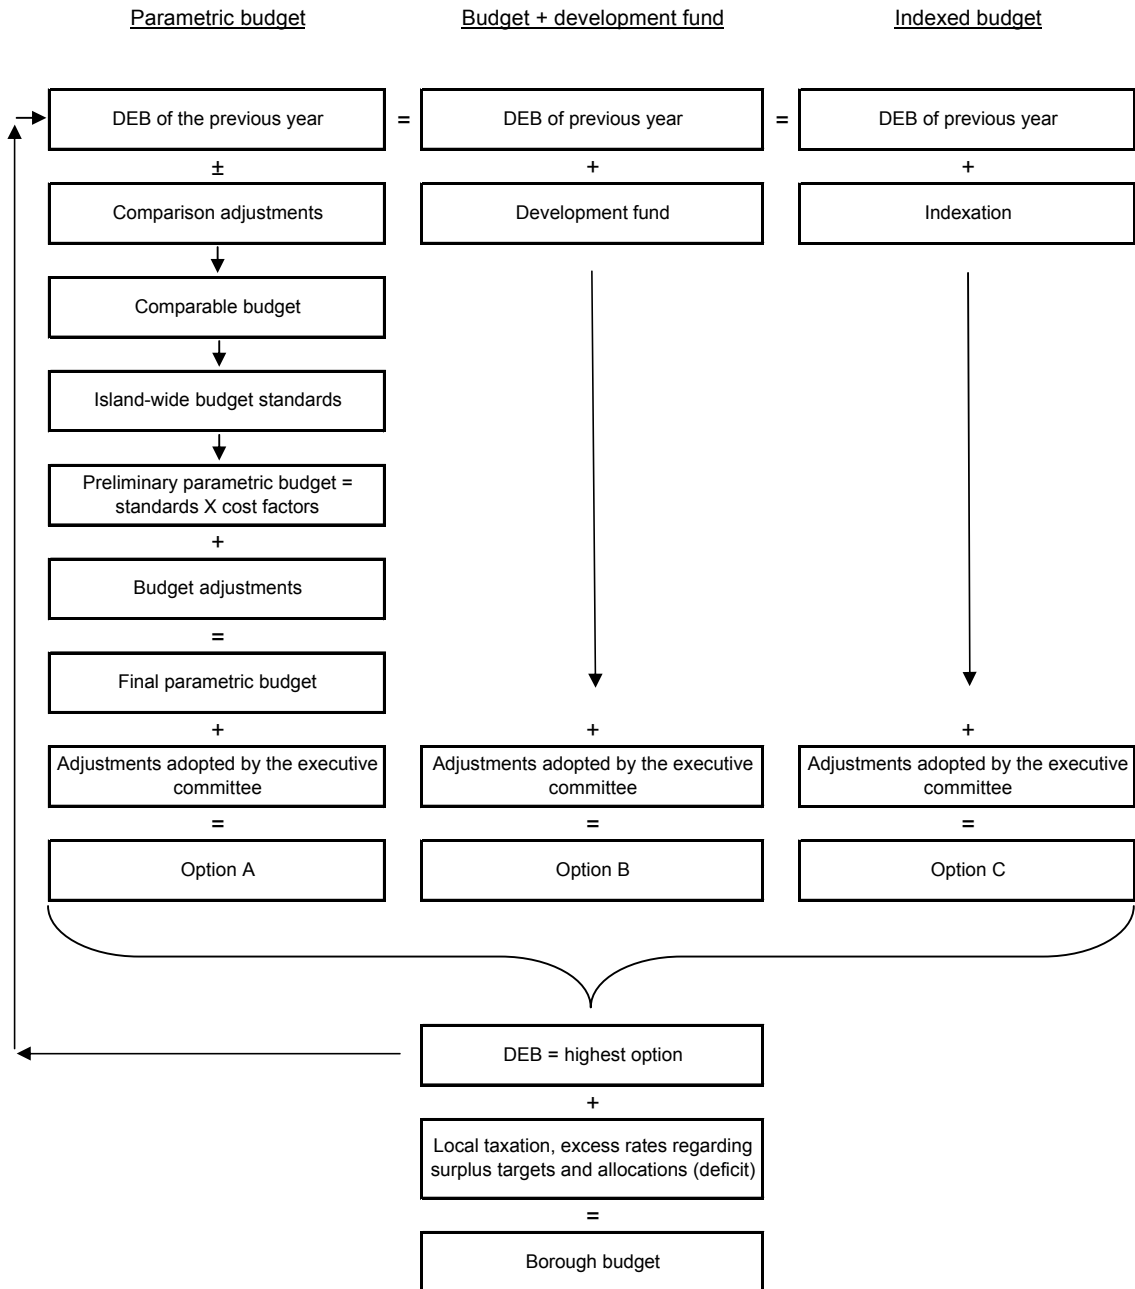 Parametric budget
Budget + development fund
Indexed budget
DEB of the previous year
=
DEB of previous year
=
DEB of previous year
±
+
+
Comparison adjustments
Development fund
Indexation
Comparable budget
Island-wide budget standards
Preliminary parametric budget =
standards X cost factors
+
Budget adjustments
=
Final parametric budget
+
+
+
Adjustments adopted by the executive
committee
Adjustments adopted by the executive
committee
Adjustments adopted by the executive
committee
=
=
=
Option A
Option B
Option C
DEB = highest option
+
Local taxation, excess rates regarding
surplus targets and allocations (deficit)
=
Borough budget